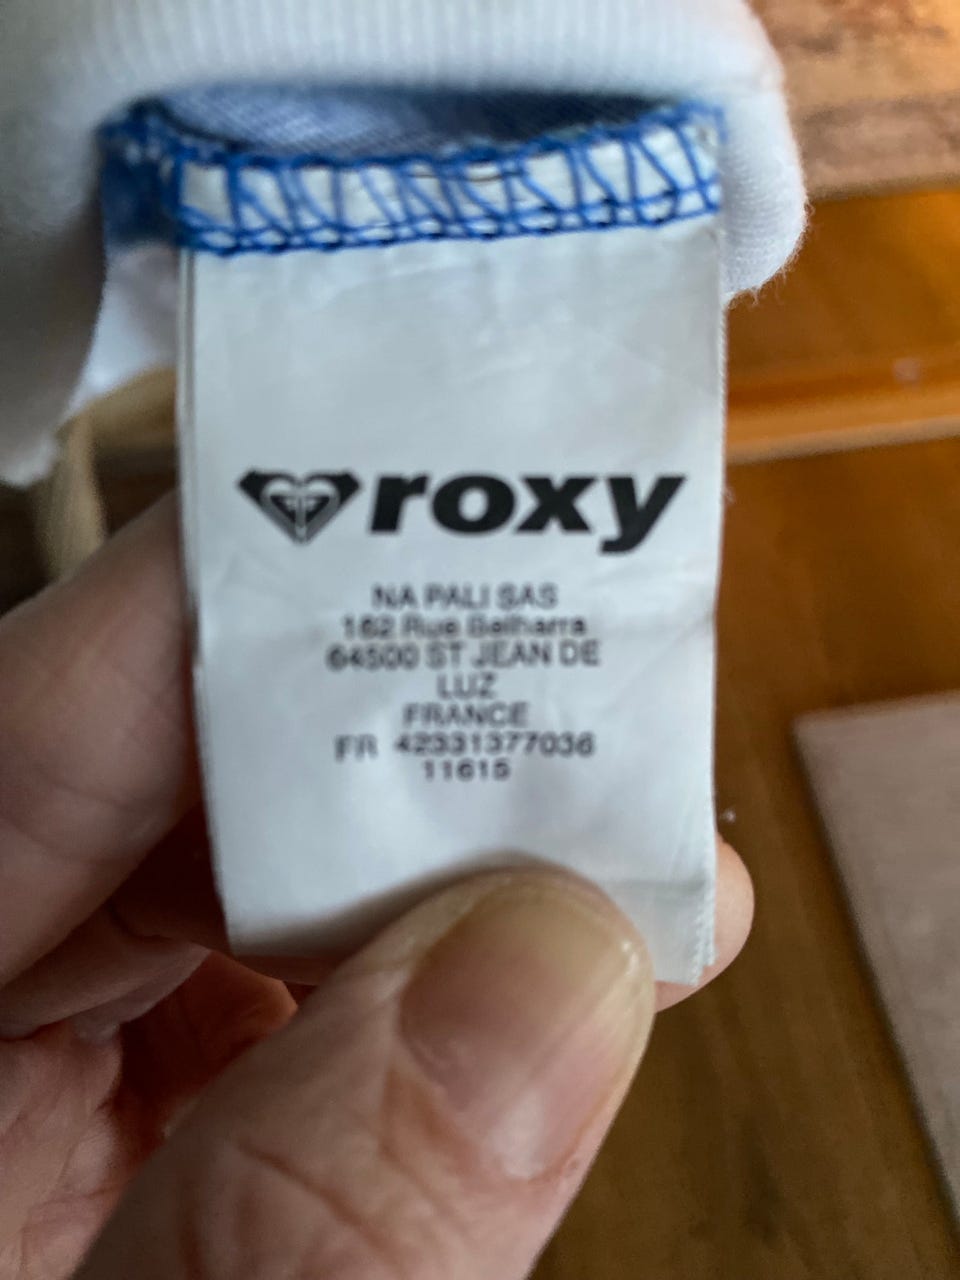 roxy
NA PALI SAS
162 Rue Belharra
64500 ST JEAN DE
LUZ
FRANCE
FR 42331377036
11615